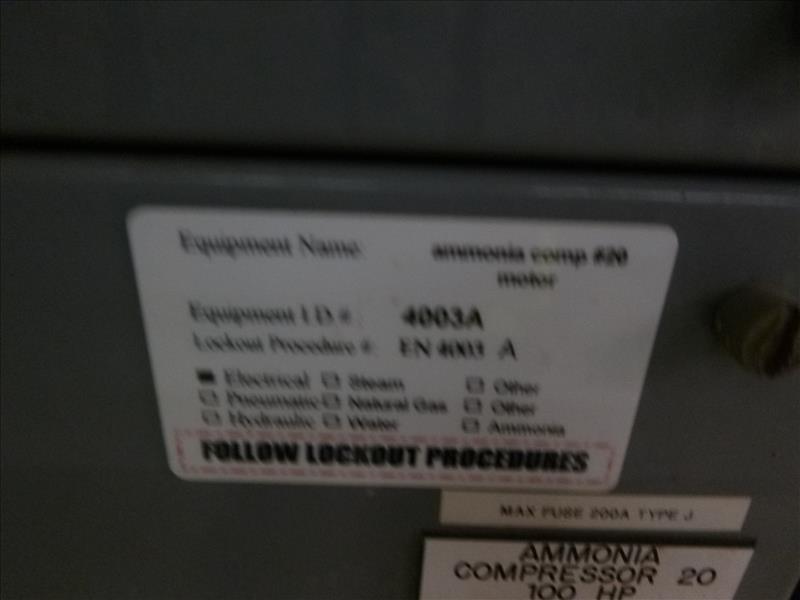 Equipment Name: ammonia comp #20
motor
Equipment I.D. #: 4003A
Lockout Procedure #: EN 4003 A
Electrical Steam Other
Pneumatic Natural Gas Other
Hydraulic Water Ammonia
FOLLOW LOCKOUT PROCEDURES
MAX FUSE 200A TYPE J
AMMONIA
COMPRESSOR 20
100 HP